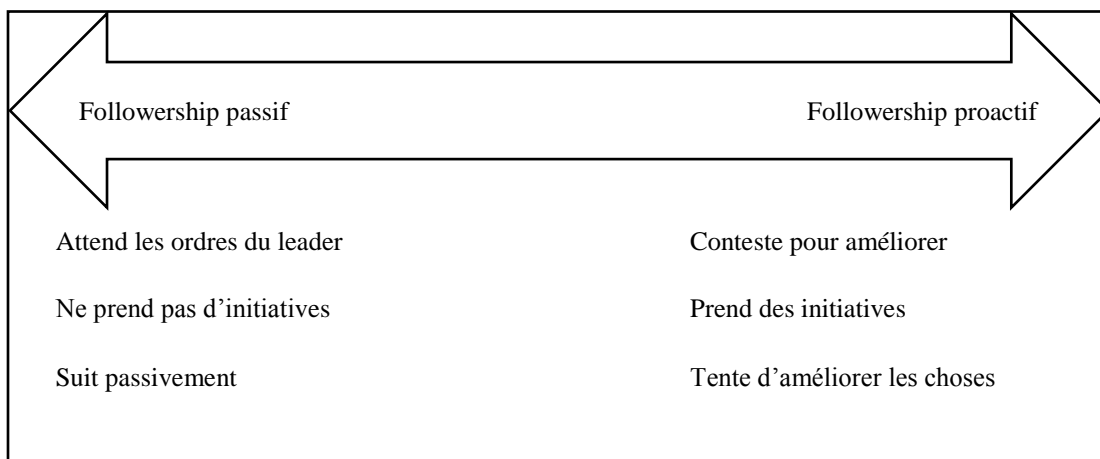 Followership passif Followership proactif
Attend les ordres du leader Conteste pour améliorer
Ne prend pas d’initiatives Prend des initiatives
Suit passivement Tente d’améliorer les choses